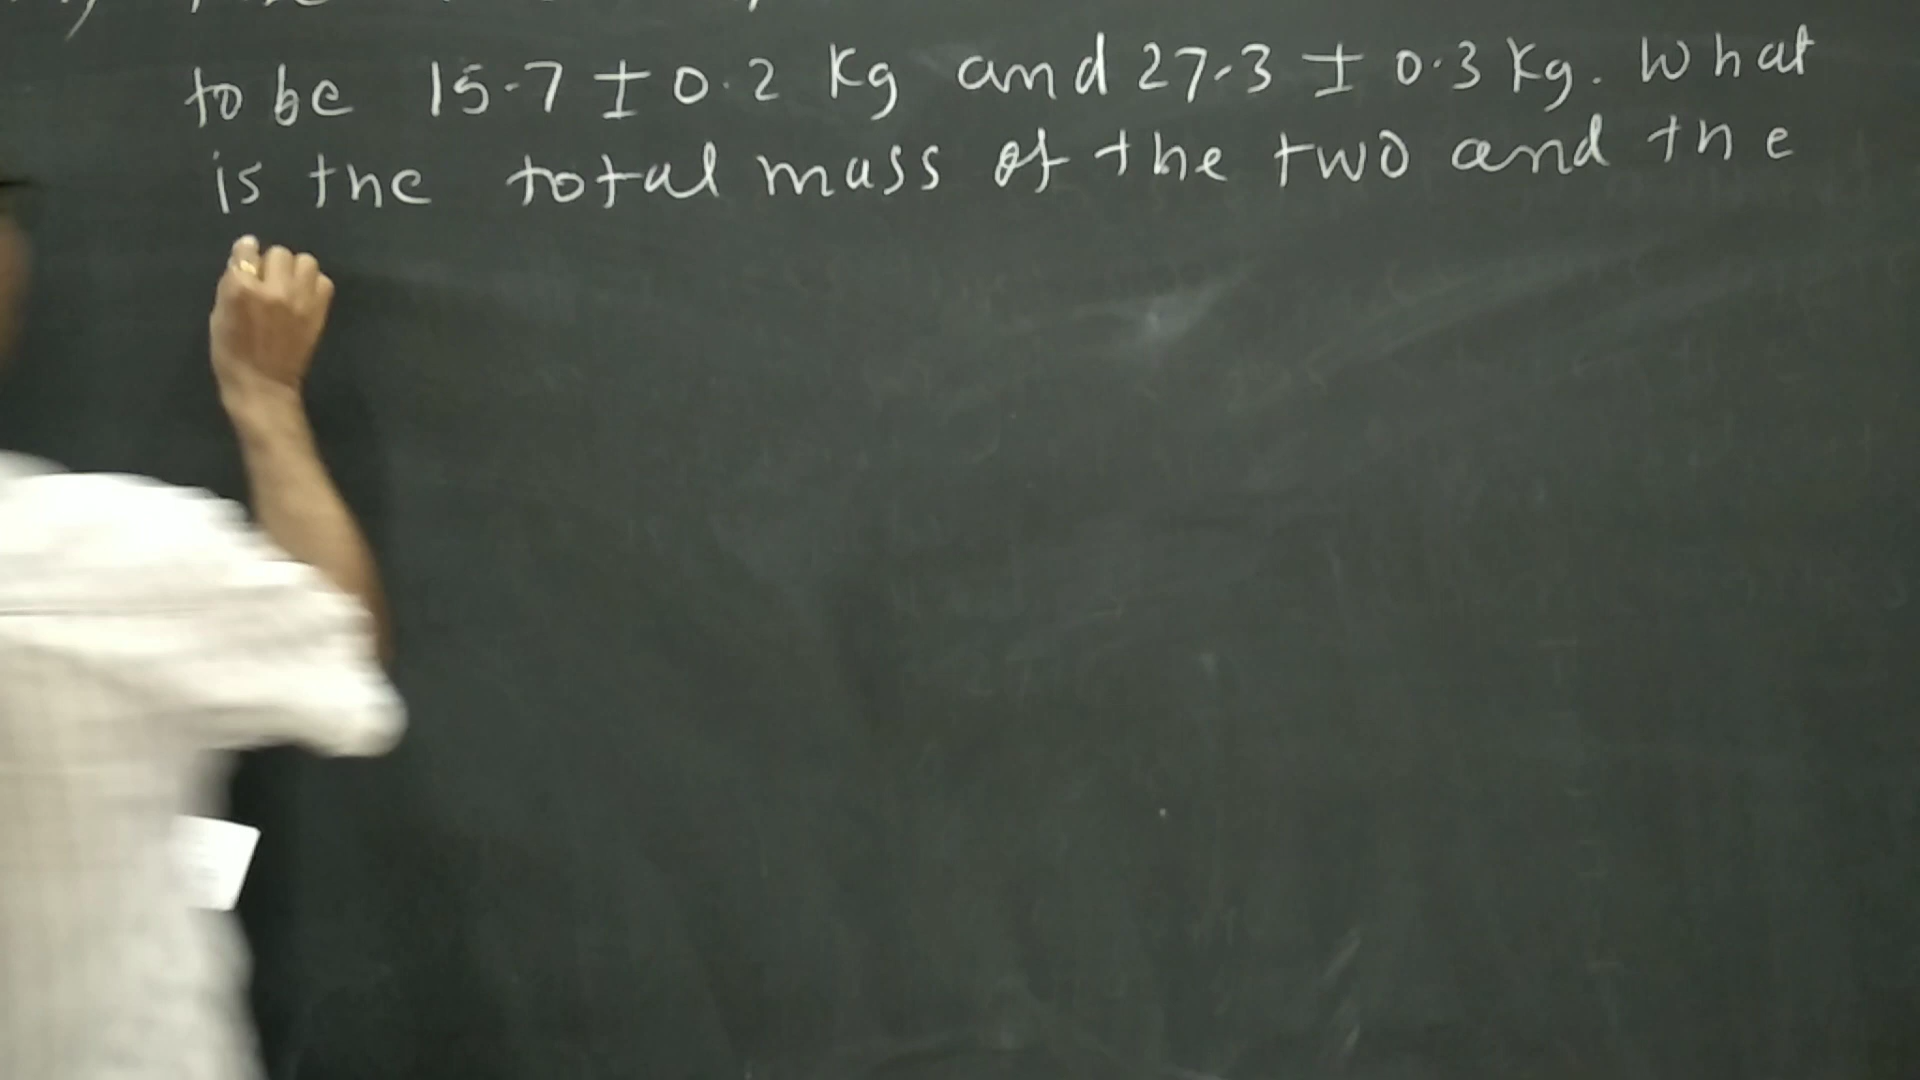 to be 15.7 ± 0.2 Kg and 27.3 ± 0.3 Kg. What
is the total mass of the two and the